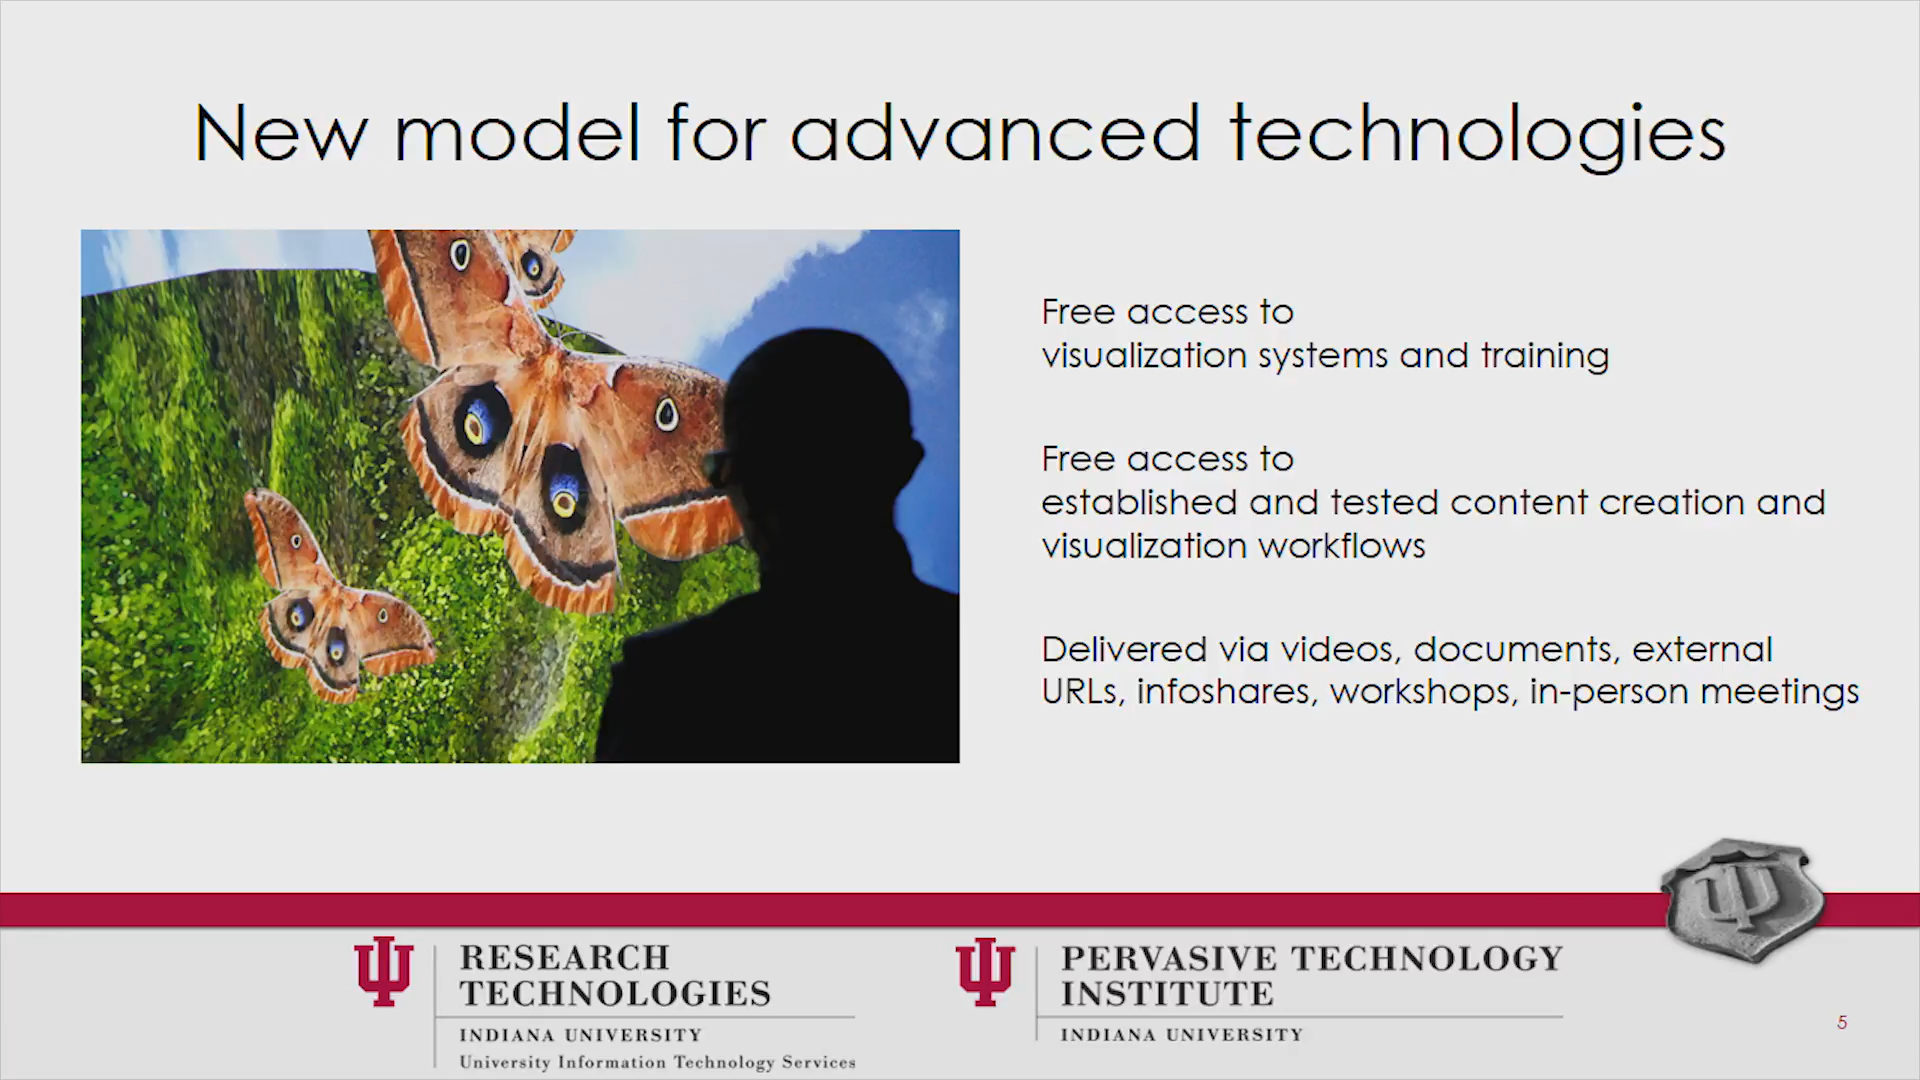 New model for advanced technologies
Free access to
visualization systems and training
Free access to
established and tested content creation and
visualization workflows
Delivered via videos, documents, external
URLs, infoshares, workshops, in-person meetings
RESEARCH
TECHNOLOGIES
INDIANA UNIVERSITY
University Information Technology Services
PERVASIVE TECHNOLOGY
INSTITUTE
INDIANA UNIVERSITY
5